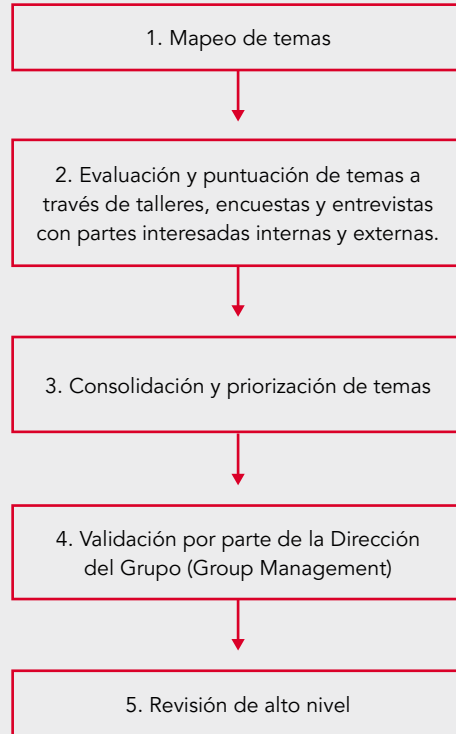 1. Mapeo de temas
2. Evaluación y puntuación de temas a
través de talleres, encuestas y entrevistas
con partes interesadas internas y externas.
3. Consolidación y priorización de temas
4. Validación por parte de la Dirección
del Grupo (Group Management)
5. Revisión de alto nivel